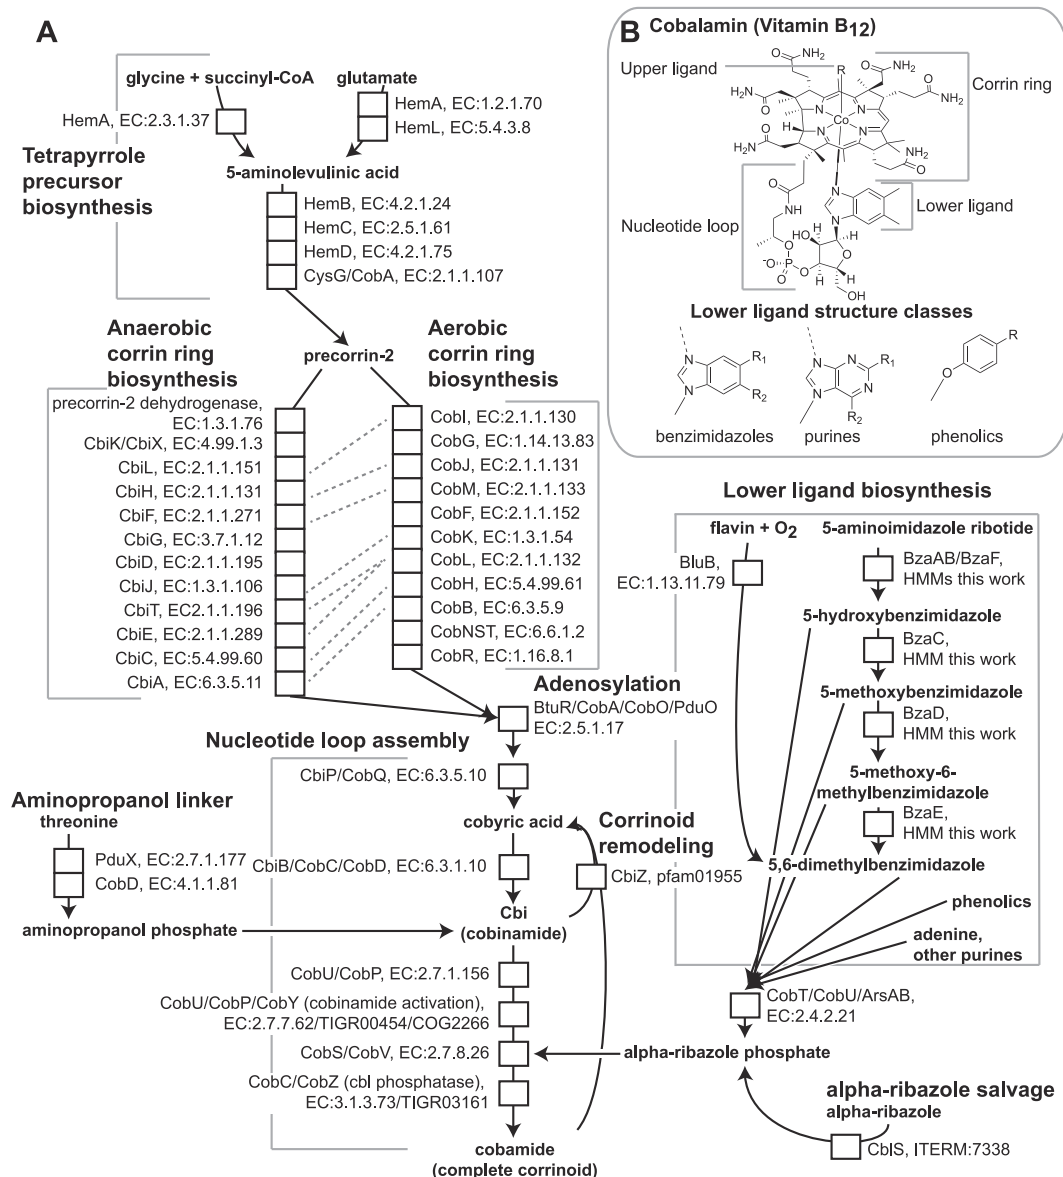 A
glycine + succinyl-CoA
glutamate
HemA, EC:2.3.1.37
HemA, EC:1.2.1.70
HemL, EC:5.4.3.8
Tetrapyrrole
precursor
biosynthesis
5-aminolevulinic acid
HemB, EC:4.2.1.24
HemC, EC:2.5.1.61
HemD, EC:4.2.1.75
CysG/CobA, EC:2.1.1.107
precorrin-2
Anaerobic
corrin ring
biosynthesis
Aerobic
corrin ring
biosynthesis
precorrin-2 dehydrogenase,
EC:1.3.1.76
CbiK/CbiX, EC:4.99.1.3
CbiL, EC:2.1.1.151
CbiH, EC:2.1.1.131
CbiF, EC:2.1.1.271
CbiG, EC:3.7.1.12
CbiD, EC:2.1.1.195
CbiJ, EC:1.3.1.106
CbiT, EC2.1.1.196
CbiE, EC:2.1.1.289
CbiC, EC:5.4.99.60
CbiA, EC:6.3.5.11
CobI, EC:2.1.1.130
CobG, EC:1.14.13.83
CobJ, EC:2.1.1.131
CobM, EC:2.1.1.133
CobF, EC:2.1.1.152
CobK, EC:1.3.1.54
CobL, EC:2.1.1.132
CobH, EC:5.4.99.61
CobB, EC:6.3.5.9
CobNST, EC:6.6.1.2
CobR, EC:1.16.8.1
Adenosylation
BtuR/CobA/CobO/PduO
EC:2.5.1.17
Nucleotide loop assembly
CbiP/CobQ, EC:6.3.5.10
cobyric acid
CbiB/CobC/CobD, EC:6.3.1.10
Cbi
(cobinamide)
Aminopropanol linker
threonine
PduX, EC:2.7.1.177
CobD, EC:4.1.1.81
aminopropanol phosphate
Corrinoid
remodeling
CbiZ, pfam01955
CobU/CobP, EC:2.7.1.156
CobU/CobP/CobY (cobinamide activation),
EC:2.7.7.62/TIGR00454/COG2266
CobS/CobV, EC:2.7.8.26
CobC/CobZ (cbl phosphatase),
EC:3.1.3.73/TIGR03161
cobamide
(complete corrinoid)
B
Cobalamin (Vitamin B12)
Upper ligand
Corrin ring
Nucleotide loop
Lower ligand
NH2
O
NH2
O
R
O
NH2
NH2
O
H2N
O
NH2
O
H2N
O
H
N
N
N
N
Co
NH2
O
O
NH
N
N
O
O
P
-O
O
O
HO
H
O
H
H
H
OH
Lower ligand structure classes
N
N
R1
R2
benzimidazoles
N
N
N
N
R1
R2
purines
R
O
phenolics
Lower ligand biosynthesis
flavin + O2
5-aminoimidazole ribotide
BluB,
EC:1.13.11.79
BzaAB/BzaF,
HMMs this work
5-hydroxybenzimidazole
BzaC,
HMM this work
5-methoxybenzimidazole
BzaD,
HMM this work
5-methoxy-6-
methylbenzimidazole
BzaE,
HMM this work
5,6-dimethylbenzimidazole
phenolics
adenine,
other purines
CobT/CobU/ArsAB,
EC:2.4.2.21
alpha-ribazole phosphate
alpha-ribazole salvage
alpha-ribazole
CblS, ITERM:7338